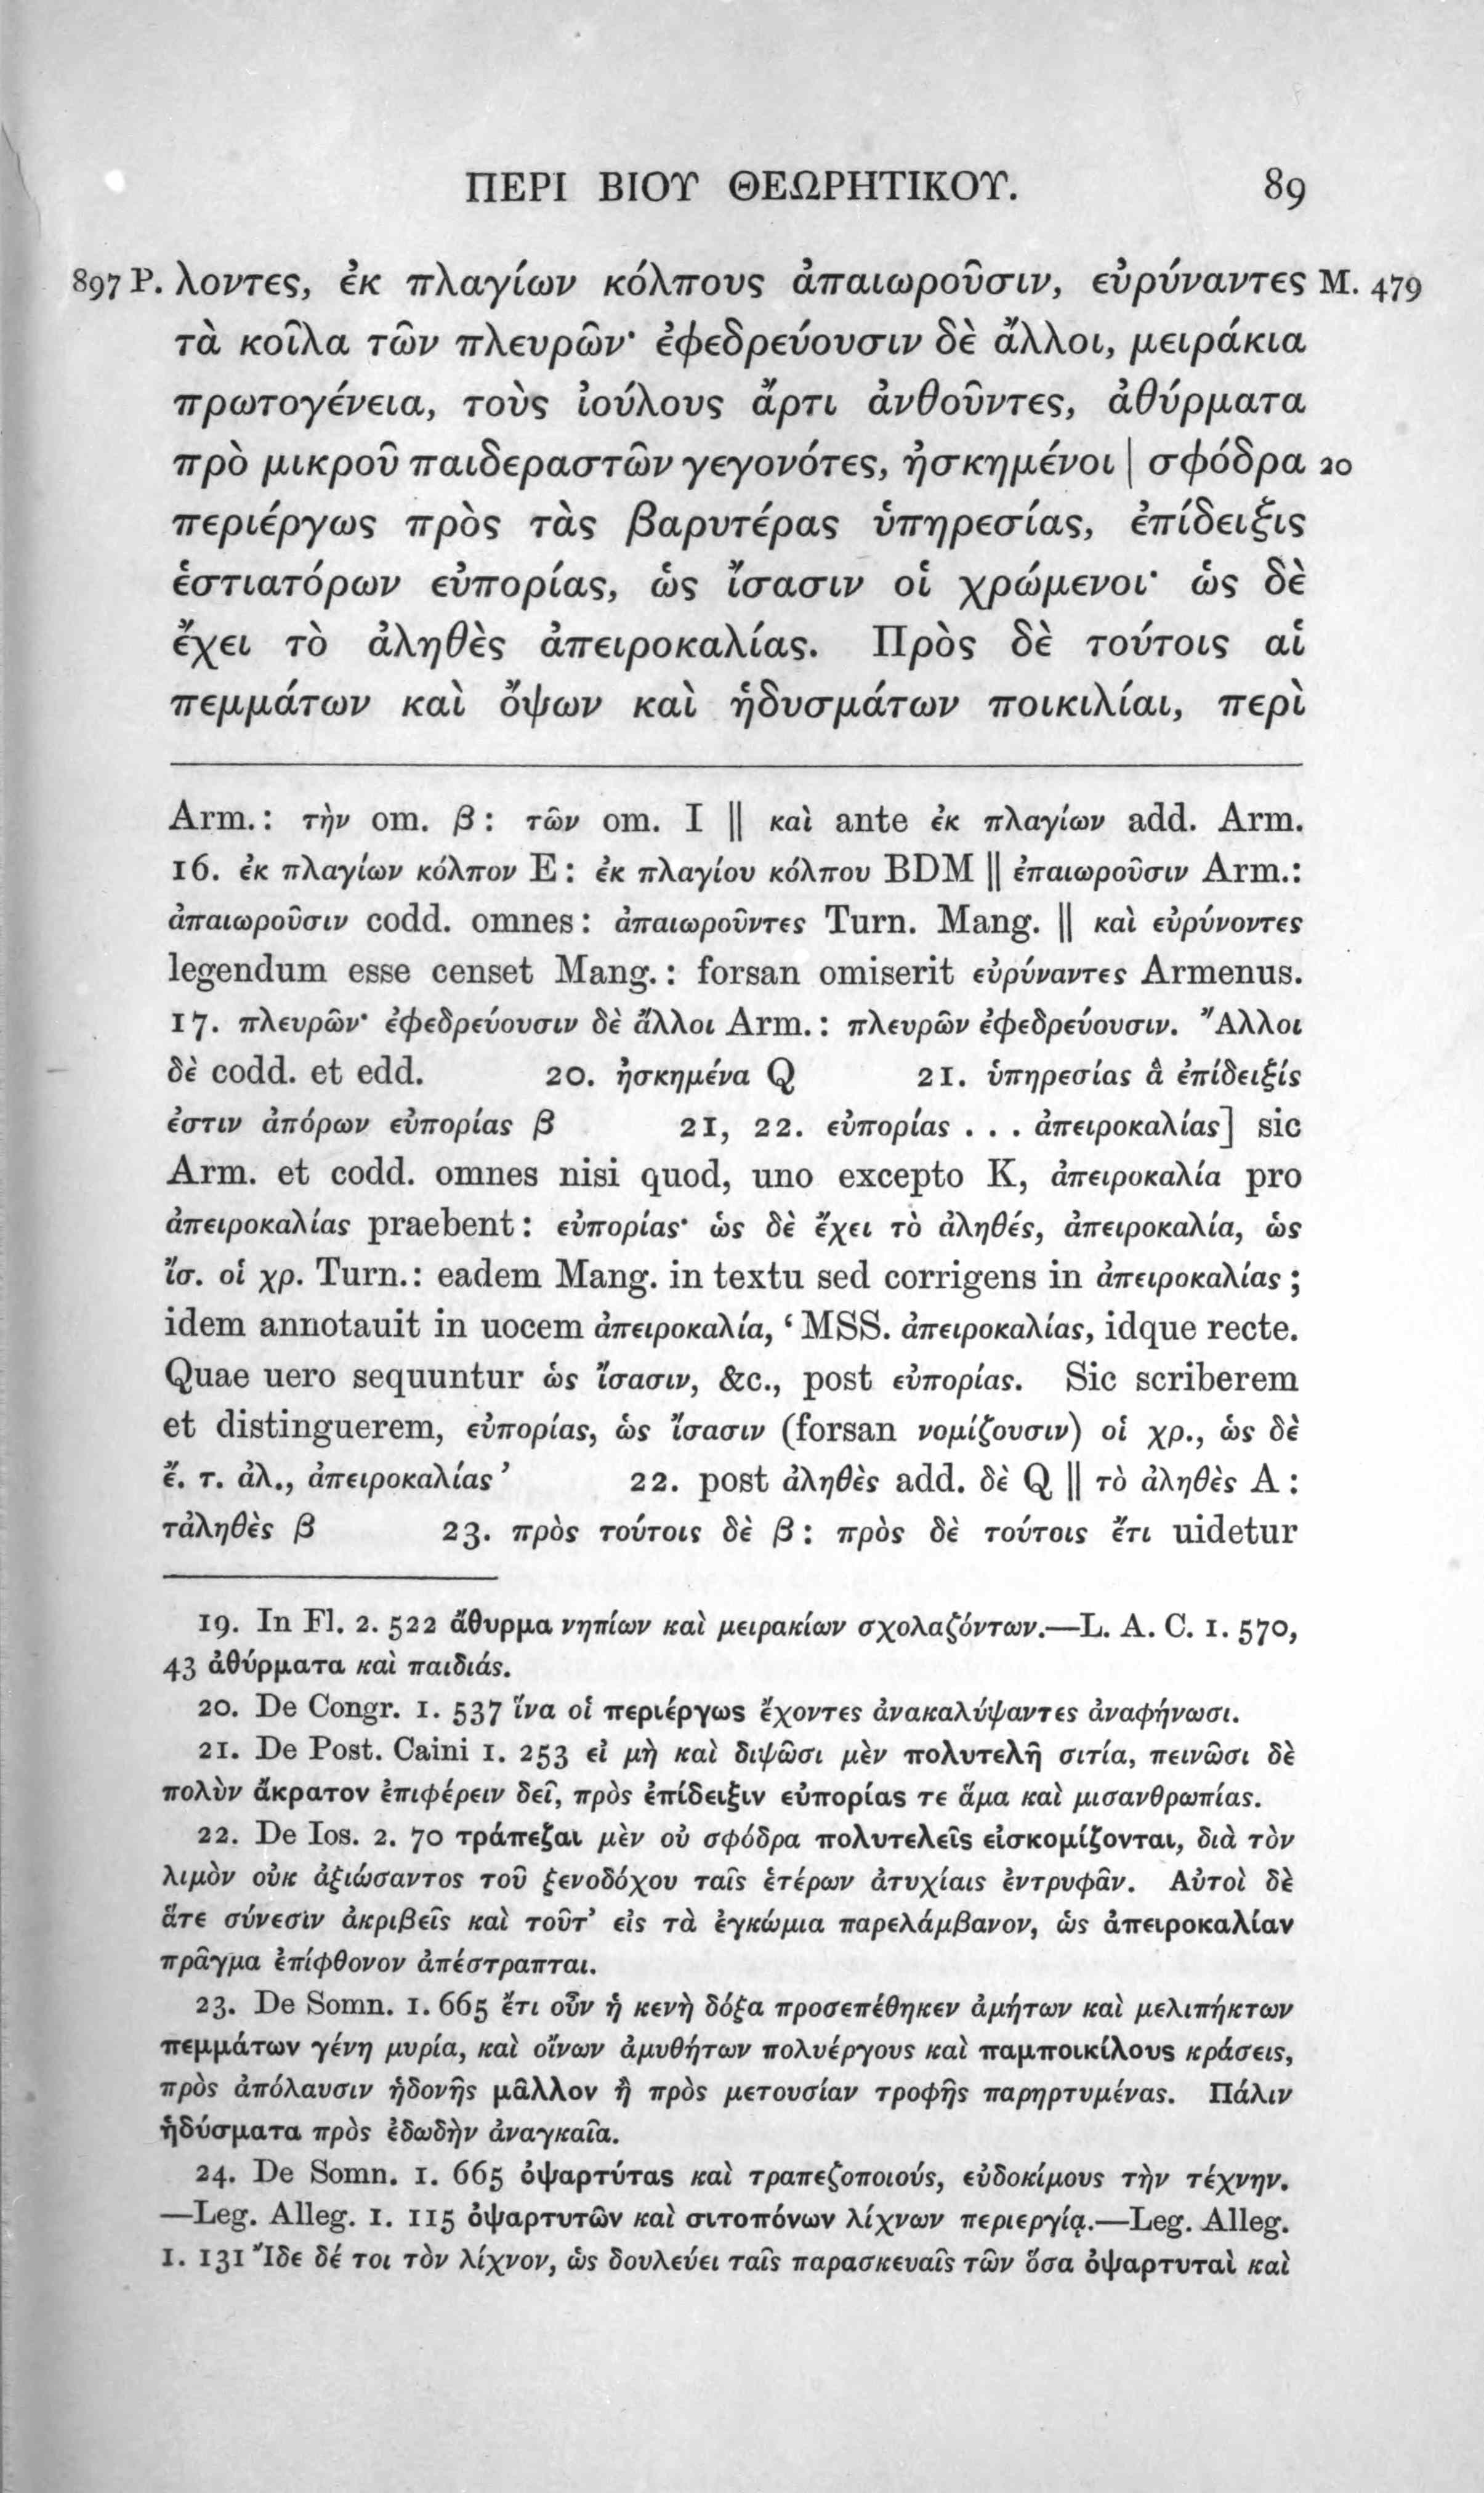 ΠΕΡΙ ΒΙΟΥ ΘΕΩΡΗΤΙΚΟΥ. 89
897 P. λοντες, ἐκ πλαγίων κόλπους ἀπαιωροῦσιν, εὐρύναντες M. 479
τὰ κοῖλα τῶν πλευρῶν· ἐφεδρεύουσιν δὲ ἄλλοι, μειράκια
πρωτογένεια, τοὺς ἰούλους ἄρτι ἀνθοῦντες, ἀθύρματα
πρὸ μικροῦ παιδεραστῶν γεγονότες, ἠσκημένοι | σφόδρα 20
περιέργως πρὸς τὰς βαρυτέρας ὑπηρεσίας, ἐπίδειξις
ἑστιατόρων εὐπορίας, ὡς ἴσασιν οἱ χρώμενοι· ὡς δὲ
ἔχει τὸ ἀληθὲς ἀπειροκαλίας. Πρὸς δὲ τούτοις αἱ
πεμμάτων καὶ ὄψων καὶ ἡδυσμάτων ποικιλίαι, περὶ
Arm.: τὴν om. β: τῶν om. I || καὶ ante ἐκ πλαγίων add. Arm.
16. ἐκ πλαγίων κόλπον E: ἐκ πλαγίου κόλπου BDM || ἐπαιωροῦσιν Arm.:
ἀπαιωροῦσιν codd. omnes: ἀπαιωροῦντες Turn. Mang. || καὶ εὐρύνοντες
legendum esse censet Mang.: forsan omiserit εὐρύναντες Armenus.
17. πλευρῶν· ἐφεδρεύουσιν δὲ ἄλλοι Arm.: πλευρῶν ἐφεδρεύουσιν. Ἄλλοι
δὲ codd. et edd. 20. ἠσκημένα Q 21. ὑπηρεσίας ἃ ἐπίδειξίς
ἐστιν ἀπόρων εὐπορίας β 21, 22. εὐπορίας . . . ἀπειροκαλίας] sic
Arm. et codd. omnes nisi quod, uno excepto K, ἀπειροκαλία pro
ἀπειροκαλίας praebent: εὐπορίας· ὡς δὲ ἔχει τὸ ἀληθές, ἀπειροκαλία, ὡς
ἴσ. οἱ χρ. Turn.: eadem Mang. in textu sed corrigens in ἀπειροκαλίας;
idem annotauit in uocem ἀπειροκαλία, ‘MSS. ἀπειροκαλίας, idque recte.
Quae uero sequuntur ὡς ἴσασιν, &c., post εὐπορίας. Sic scriberem
et distinguerem, εὐπορίας, ὡς ἴσασιν (forsan νομίζουσιν) οἱ χρ., ὡς δὲ
ἔ. τ. ἀλ., ἀπειροκαλίας’ 22. post ἀληθὲς add. δὲ Q || τὸ ἀληθὲς A:
τἀληθὲς β 23. πρὸς τούτοις δὲ β: πρὸς δὲ τούτοις ἔτι uidetur
19. In Fl. 2. 522 ἄθυρμα νηπίων καὶ μειρακίων σχολαζόντων.—L. A. C. 1. 570,
43 ἀθύρματα καὶ παιδιάς.
20. De Congr. 1. 537 ἵνα οἱ περιέργως ἔχοντες ἀνακαλύψαντες ἀναφήνωσι.
21. De Post. Caini 1. 253 εἰ μὴ καὶ διψῶσι μὲν πολυτελῆ σιτία, πεινῶσι δὲ
πολὺν ἄκρατον ἐπιφέρειν δεῖ, πρὸς ἐπίδειξιν εὐπορίας τε ἅμα καὶ μισανθρωπίας.
22. De Ios. 2. 70 τράπεζαι μὲν οὐ σφόδρα πολυτελεῖς εἰσκομίζονται, διὰ τὸν
λιμὸν οὐκ ἀξιώσαντος τοῦ ξενοδόχου ταῖς ἑτέρων ἀτυχίαις ἐντρυφᾶν. Αὐτοὶ δὲ
ἅτε σύνεσιν ἀκριβεῖς καὶ τοῦτ’ εἰς τὰ ἐγκώμια παρελάμβανον, ὡς ἀπειροκαλίαν
πρᾶγμα ἐπίφθονον ἀπέστραπται.
23. De Somn. 1. 665 ἔτι οὖν ἡ κενὴ δόξα προσεπέθηκεν ἀμήτων καὶ μελιπήκτων
πεμμάτων γένη μυρία, καὶ οἴνων ἀμυθήτων πολυέργους καὶ παμποικίλους κράσεις,
πρὸς ἀπόλαυσιν ἡδονῆς μᾶλλον ἢ πρὸς μετουσίαν τροφῆς παρηρτυμένας. Πάλιν
ἡδύσματα πρὸς ἐδωδὴν ἀναγκαῖα.
24. De Somn. 1. 665 ὀψαρτύτας καὶ τραπεζοποιούς, εὐδοκίμους τὴν τέχνην.
—Leg. Alleg. 1. 115 ὀψαρτυτῶν καὶ σιτοπόνων λίχνων περιεργίᾳ.—Leg. Alleg.
1. 131 Ἴδε δέ τοι τὸν λίχνον, ὡς δουλεύει ταῖς παρασκευαῖς τῶν ὅσα ὀψαρτυταὶ καὶ